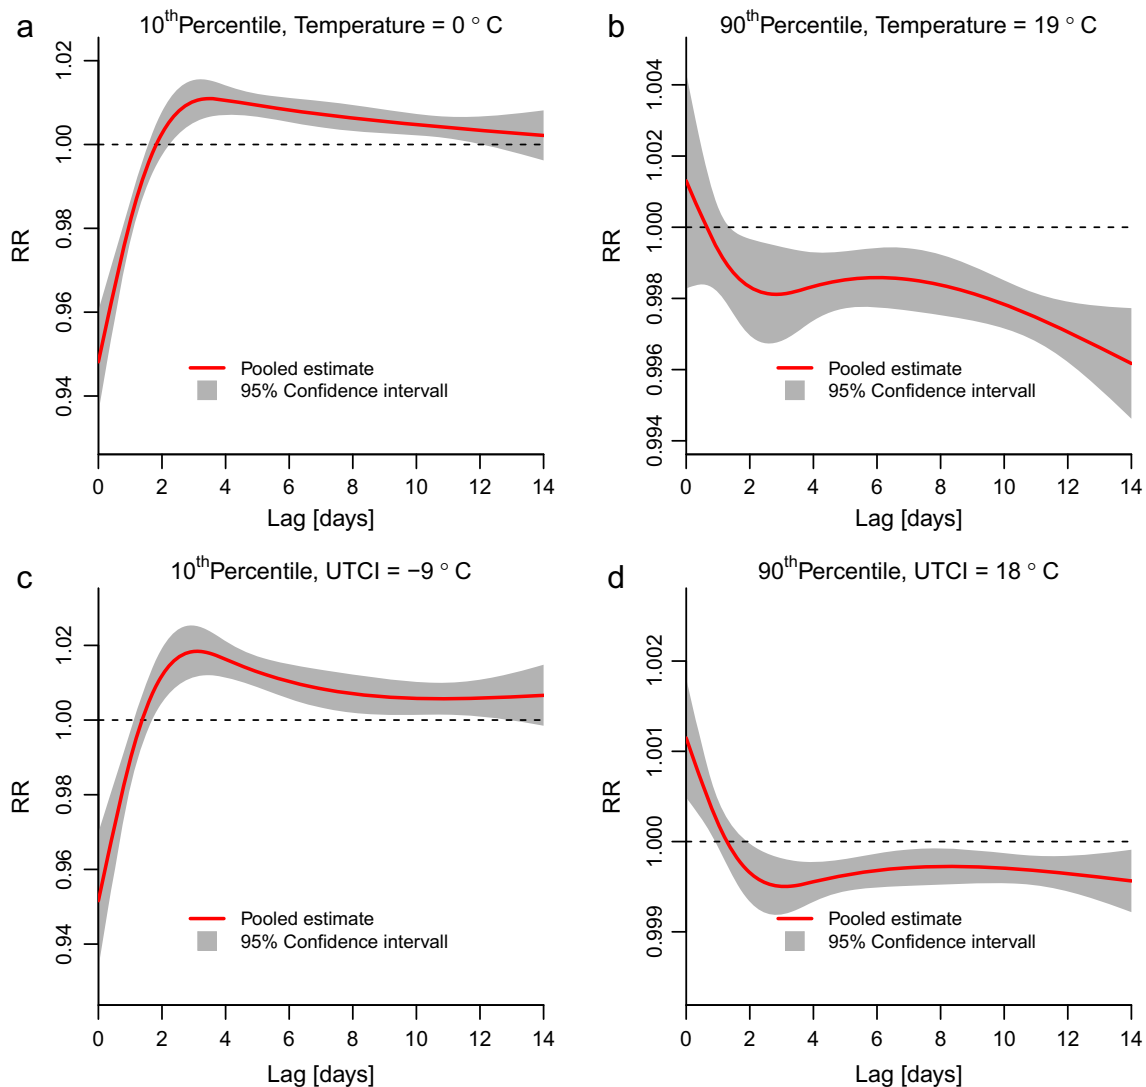 a
10thPercentile, Temperature = 0 ° C
RR
1.02
1.00
0.98
0.96
0.94
Pooled estimate
95% Confidence intervall
0 2 4 6 8 10 12 14
Lag [days]
b
90thPercentile, Temperature = 19 ° C
RR
1.004
1.002
1.000
0.998
0.996
0.994
Pooled estimate
95% Confidence intervall
0 2 4 6 8 10 12 14
Lag [days]
c
10thPercentile, UTCI = −9 ° C
RR
1.02
1.00
0.98
0.96
0.94
Pooled estimate
95% Confidence intervall
0 2 4 6 8 10 12 14
Lag [days]
d
90thPercentile, UTCI = 18 ° C
RR
1.002
1.001
1.000
0.999
Pooled estimate
95% Confidence intervall
0 2 4 6 8 10 12 14
Lag [days]